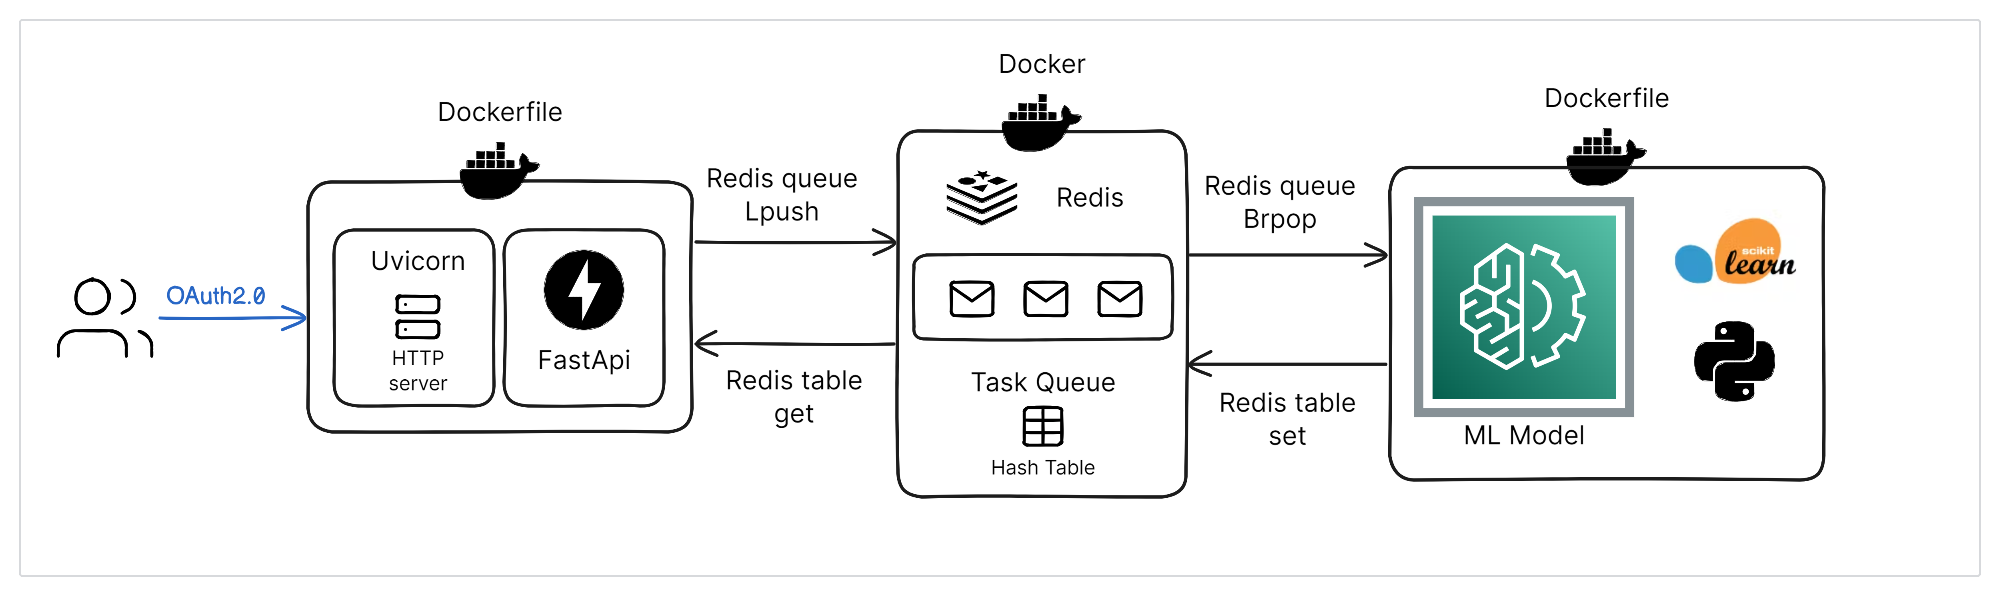 Docker
Dockerfile
Dockerfile
Redis queue
Lpush
Redis queue
Brpop
Redis
OAuth2.0
Uvicorn
HTTP
server
FastApi
scikit
learn
Redis table
get
Task Queue
Hash Table
Redis table
set
ML Model